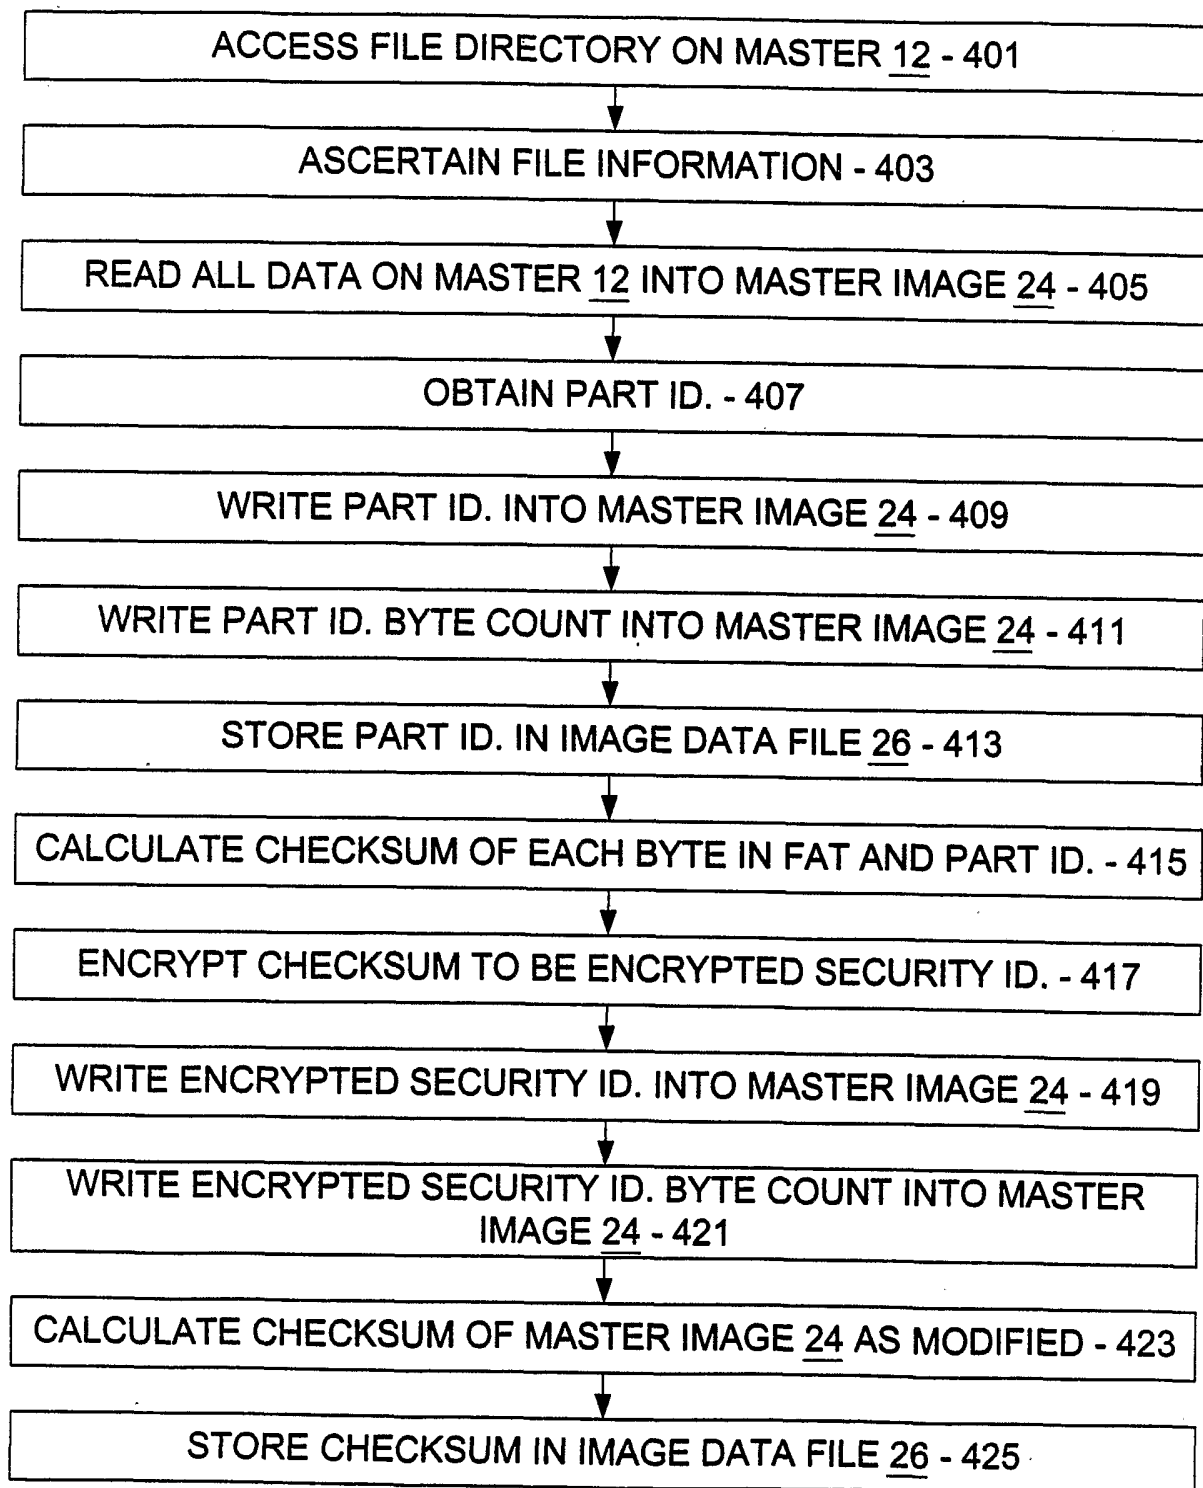 ACCESS FILE DIRECTORY ON MASTER 12 - 401
ASCERTAIN FILE INFORMATION - 403
READ ALL DATA ON MASTER 12 INTO MASTER IMAGE 24 - 405
OBTAIN PART ID. - 407
WRITE PART ID. INTO MASTER IMAGE 24 - 409
WRITE PART ID. BYTE COUNT INTO MASTER IMAGE 24 - 411
STORE PART ID. IN IMAGE DATA FILE 26 - 413
CALCULATE CHECKSUM OF EACH BYTE IN FAT AND PART ID. - 415
ENCRYPT CHECKSUM TO BE ENCRYPTED SECURITY ID. - 417
WRITE ENCRYPTED SECURITY ID. INTO MASTER IMAGE 24 - 419
WRITE ENCRYPTED SECURITY ID. BYTE COUNT INTO MASTER
IMAGE 24 - 421
CALCULATE CHECKSUM OF MASTER IMAGE 24 AS MODIFIED - 423
STORE CHECKSUM IN IMAGE DATA FILE 26 - 425